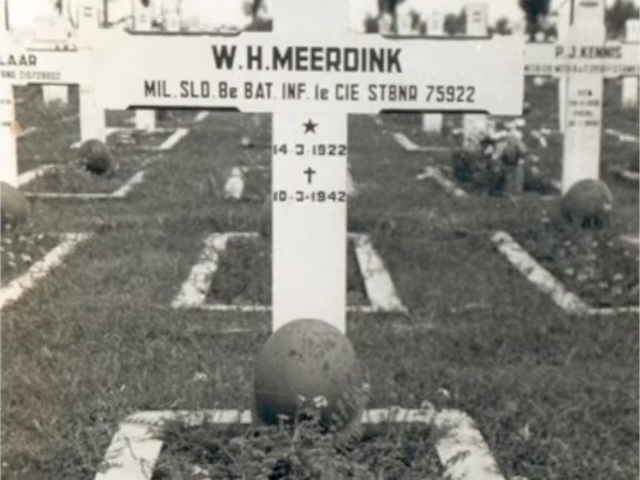 W.H.MEERDINK
MIL. SLD. 8e BAT. INF. 1e CIE STBNR 75922
★
14-3-1922
✝
10-3-1942
LAAR
P.J.KENNIS